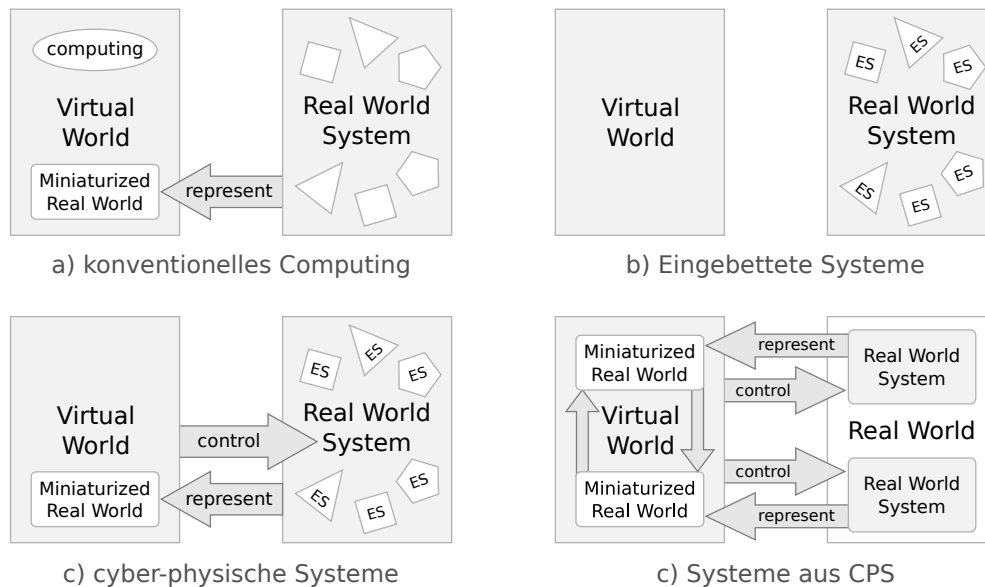 computing
Virtual
World
Miniaturized
Real World
represent
Real World
System
a) konventionelles Computing
Virtual
World
ES
ES
ES
Real World
System
ES
ES
ES
b) Eingebettete Systeme
Virtual
World
Miniaturized
Real World
control
represent
ES
ES
ES
Real World
System
ES
ES
ES
c) cyber-physische Systeme
Miniaturized
Real World
Virtual
World
Miniaturized
Real World
represent
control
control
represent
Real World
System
Real World
Real World
System
c) Systeme aus CPS